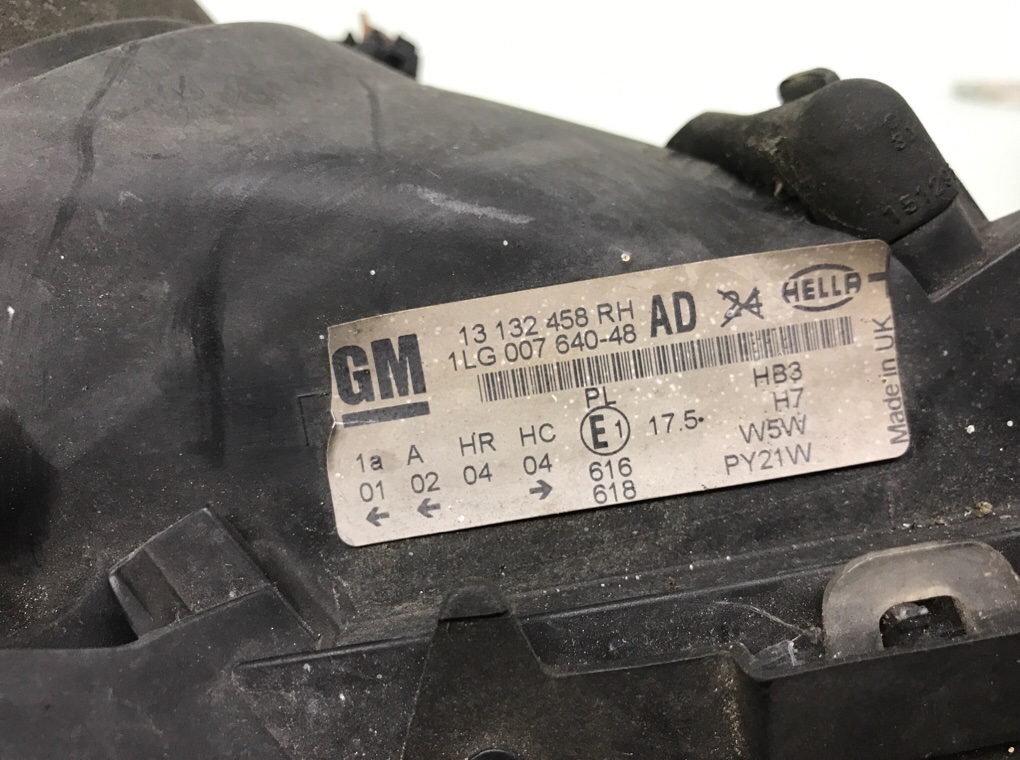 GM
13 132 458 RH AD 24 HELLA
1LG 007 640-48
PL HB3
1a A HR HC E1 17.5 H7
01 02 04 04 616 W5W
← ← → 618 PY21W
Made in UK